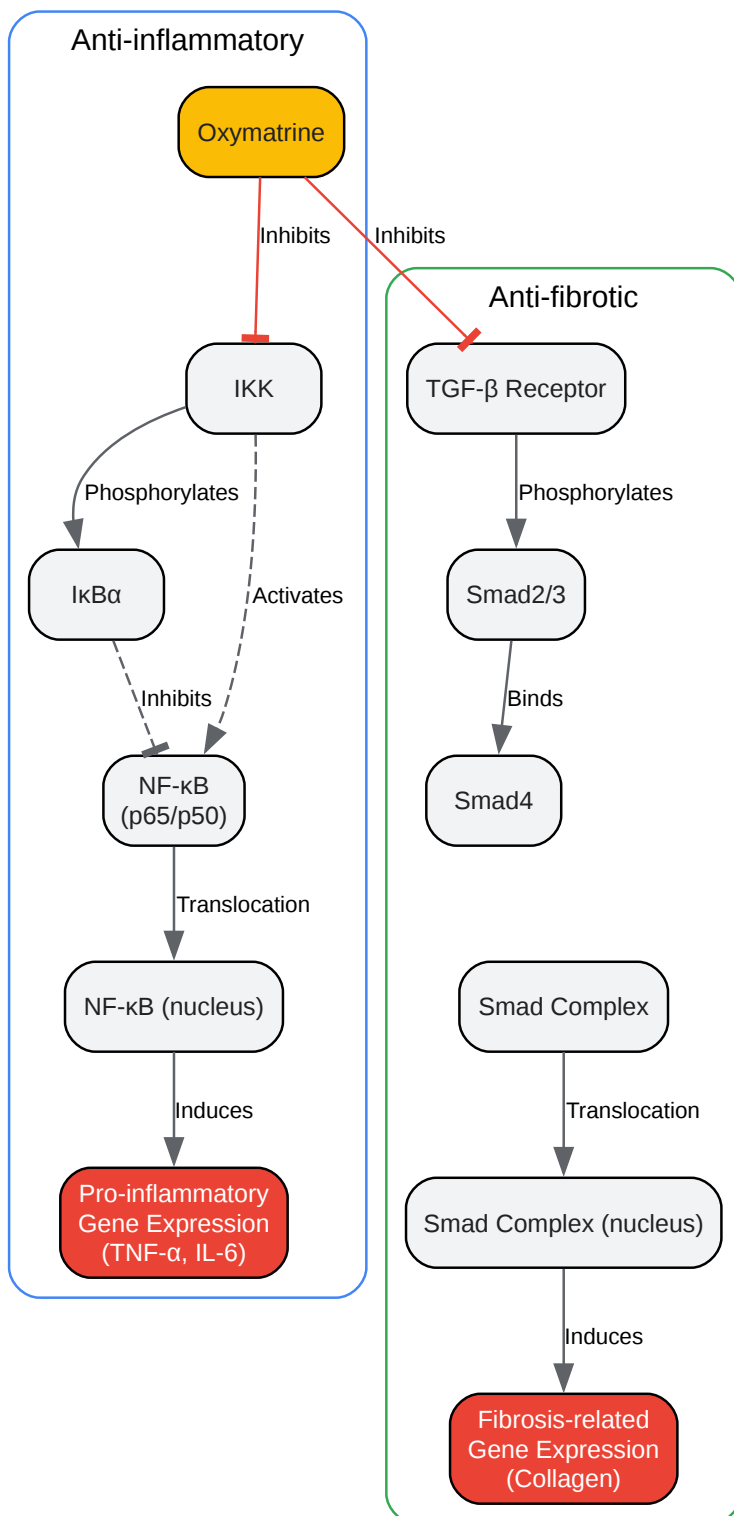 Anti-inflammatory
Oxymatrine
Inhibits
Inhibits
Anti-fibrotic
IKK
TGF-β Receptor
Phosphorylates
Phosphorylates
IκBα
Activates
Smad2/3
Inhibits
Binds
NF-κB
(p65/p50)
Smad4
Translocation
NF-κB (nucleus)
Smad Complex
Induces
Translocation
Pro-inflammatory
Gene Expression
(TNF-α, IL-6)
Smad Complex (nucleus)
Induces
Fibrosis-related
Gene Expression
(Collagen)